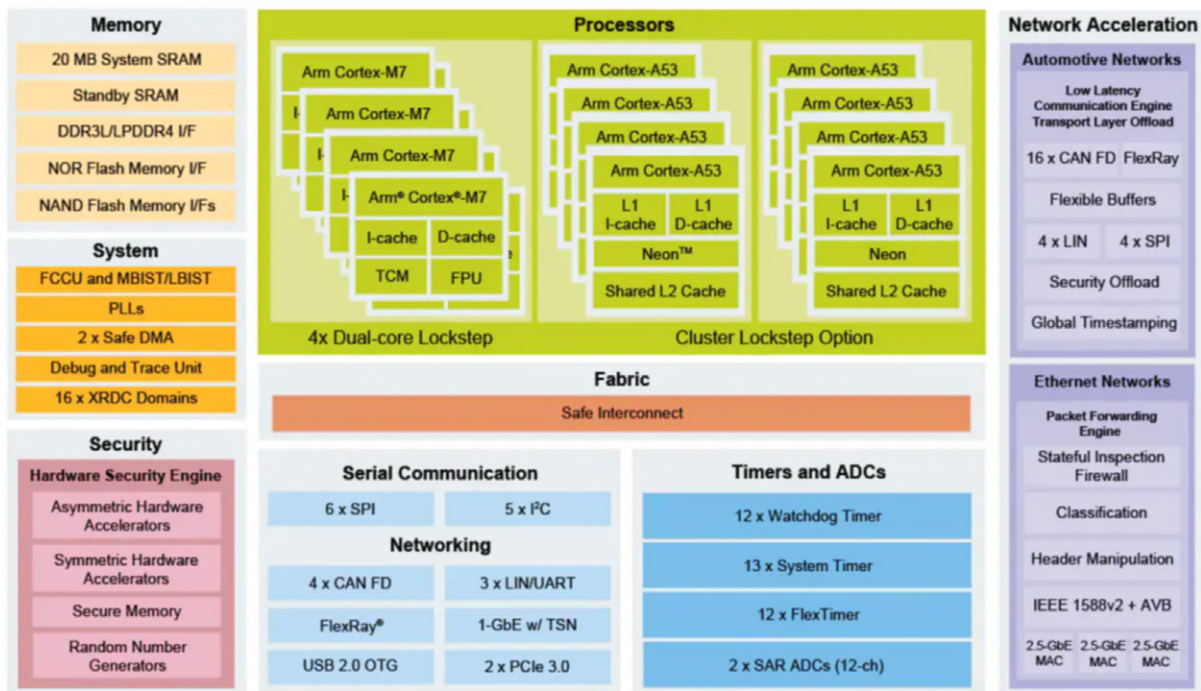 Memory
20 MB System SRAM
Standby SRAM
DDR3L/LPDDR4 I/F
NOR Flash Memory I/F
NAND Flash Memory I/Fs
System
FCCU and MBIST/LBIST
PLLs
2 x Safe DMA
Debug and Trace Unit
16 x XRDC Domains
Security
Hardware Security Engine
Asymmetric Hardware
Accelerators
Symmetric Hardware
Accelerators
Secure Memory
Random Number
Generators
Processors
Arm Cortex-M7
I-
Arm Cortex-M7
I-
Arm Cortex-M7
I-
Arm® Cortex®-M7
I-cache
D-cache
e
TCM
FPU
4x Dual-core Lockstep
Arm Cortex-A53
Arm Cortex-A53
Arm Cortex-A53
Arm Cortex-A53
L1
I-cache
L1
D-cache
Neon™
Shared L2 Cache
Arm Cortex-A53
Arm Cortex-A53
Arm Cortex-A53
Arm Cortex-A53
L1
I-cache
L1
D-cache
Neon
Shared L2 Cache
Cluster Lockstep Option
Fabric
Safe Interconnect
Serial Communication
6 x SPI
5 x I²C
Networking
4 x CAN FD
3 x LIN/UART
FlexRay®
1-GbE w/ TSN
USB 2.0 OTG
2 x PCIe 3.0
Timers and ADCs
12 x Watchdog Timer
13 x System Timer
12 x FlexTimer
2 x SAR ADCs (12-ch)
Network Acceleration
Automotive Networks
Low Latency
Communication Engine
Transport Layer Offload
16 x CAN FD
FlexRay
Flexible Buffers
4 x LIN
4 x SPI
Security Offload
Global Timestamping
Ethernet Networks
Packet Forwarding
Engine
Stateful Inspection
Firewall
Classification
Header Manipulation
IEEE 1588v2 + AVB
2.5-GbE
MAC
2.5-GbE
MAC
2.5-GbE
MAC